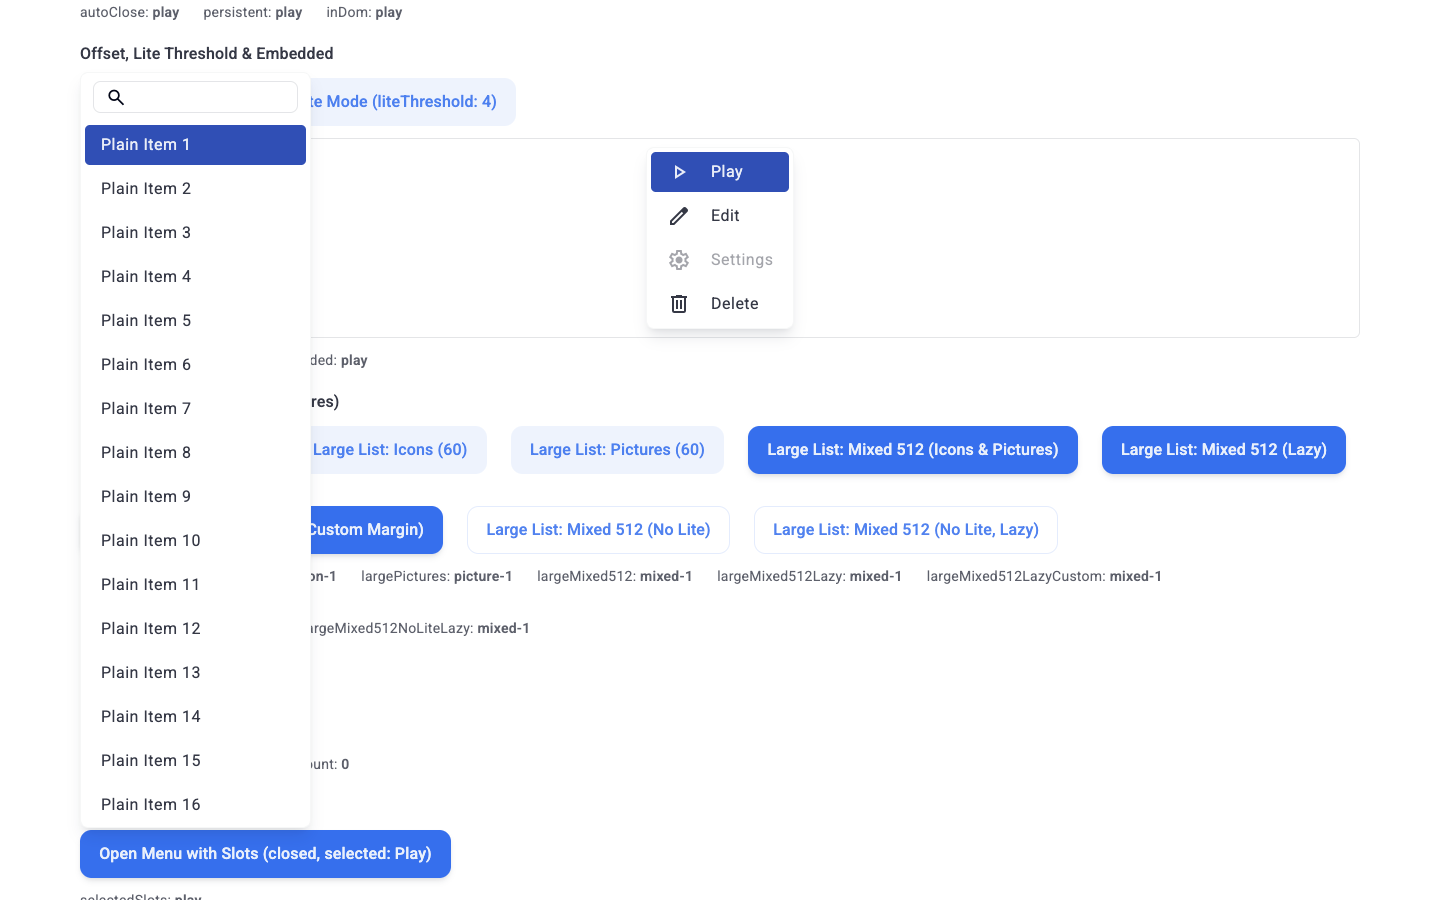 autoClose: play persistent: play inDom: play
Offset, Lite Threshold & Embedded
Mode (liteThreshold: 4)
Plain Item 1
Plain Item 2
Plain Item 3
Plain Item 4
Plain Item 5
Plain Item 6
Plain Item 7
Plain Item 8
Plain Item 9
Plain Item 10
Plain Item 11
Plain Item 12
Plain Item 13
Plain Item 14
Plain Item 15
Plain Item 16
Play
Edit
Settings
Delete
play
Large List: Icons (60)
Large List: Pictures (60)
Large List: Mixed 512 (Icons & Pictures)
Large List: Mixed 512 (Lazy)
Custom Margin)
Large List: Mixed 512 (No Lite)
Large List: Mixed 512 (No Lite, Lazy)
largePictures: picture-1 largeMixed512: mixed-1 largeMixed512Lazy: mixed-1 largeMixed512LazyCustom: mixed-1
argeMixed512NoLiteLazy: mixed-1
0
Open Menu with Slots (closed, selected: Play)
selectedSlots: play